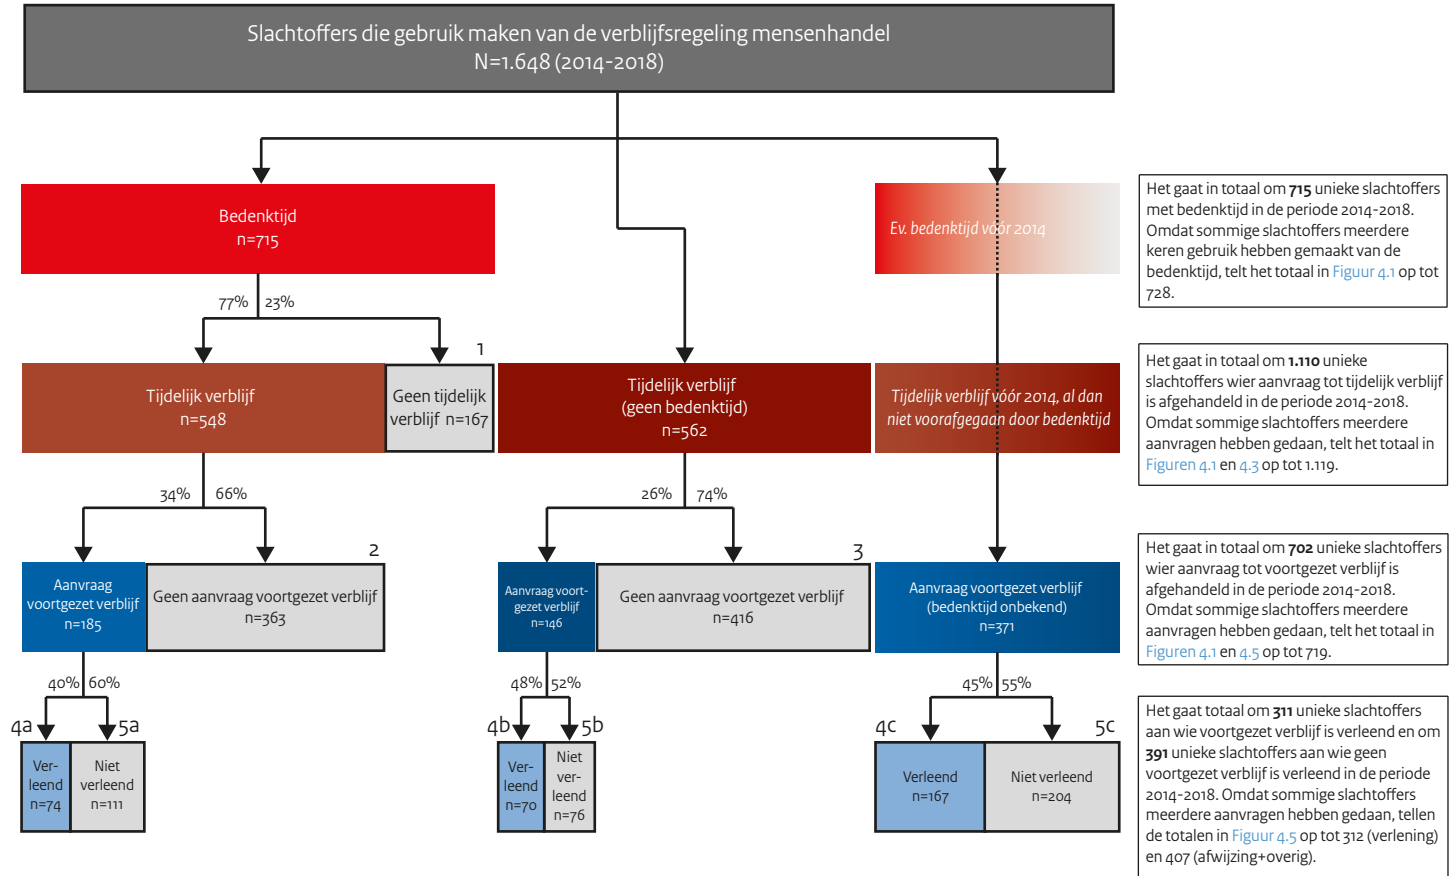 Slachtoffers die gebruik maken van de verblijfsregeling mensenhandel
N=1.648 (2014-2018)
Bedenktijd
n=715
Ev. bedenktijd vóór 2014
Het gaat in totaal om 715 unieke slachtoffers
met bedenktijd in de periode 2014-2018.
Omdat sommige slachtoffers meerdere
keren gebruik hebben gemaakt van de
bedenktijd, telt het totaal in Figuur 4.1 op tot
728.
77% 23%
1
Tijdelijk verblijf
n=548
Geen tijdelijk
verblijf n=167
Tijdelijk verblijf
(geen bedenktijd)
n=562
Tijdelijk verblijf vóór 2014, al dan
niet voorafgegaan door bedenktijd
Het gaat in totaal om 1.110 unieke
slachtoffers wier aanvraag tot tijdelijk verblijf
is afgehandeld in de periode 2014-2018.
Omdat sommige slachtoffers meerdere
aanvragen hebben gedaan, telt het totaal in
Figuren 4.1 en 4.3 op tot 1.119.
34% 66%
26% 74%
2
3
Aanvraag
voortgezet verblijf
n=185
Geen aanvraag voortgezet verblijf
n=363
Aanvraag voort-
gezet verblijf
n=146
Geen aanvraag voortgezet verblijf
n=416
Aanvraag voortgezet verblijf
(bedenktijd onbekend)
n=371
Het gaat in totaal om 702 unieke slachtoffers
wier aanvraag tot voortgezet verblijf is
afgehandeld in de periode 2014-2018.
Omdat sommige slachtoffers meerdere
aanvragen hebben gedaan, telt het totaal in
Figuren 4.1 en 4.5 op tot 719.
40% 60%
48% 52%
45% 55%
4a
5a
4b
5b
4c
5c
Ver-
leend
n=74
Niet
verleend
n=111
Ver-
leend
n=70
Niet
ver-
leend
n=76
Verleend
n=167
Niet verleend
n=204
Het gaat totaal om 311 unieke slachtoffers
aan wie voortgezet verblijf is verleend en om
391 unieke slachtoffers aan wie geen
voortgezet verblijf is verleend in de periode
2014-2018. Omdat sommige slachtoffers
meerdere aanvragen hebben gedaan, tellen
de totalen in Figuur 4.5 op tot 312 (verlening)
en 407 (afwijzing+overig).